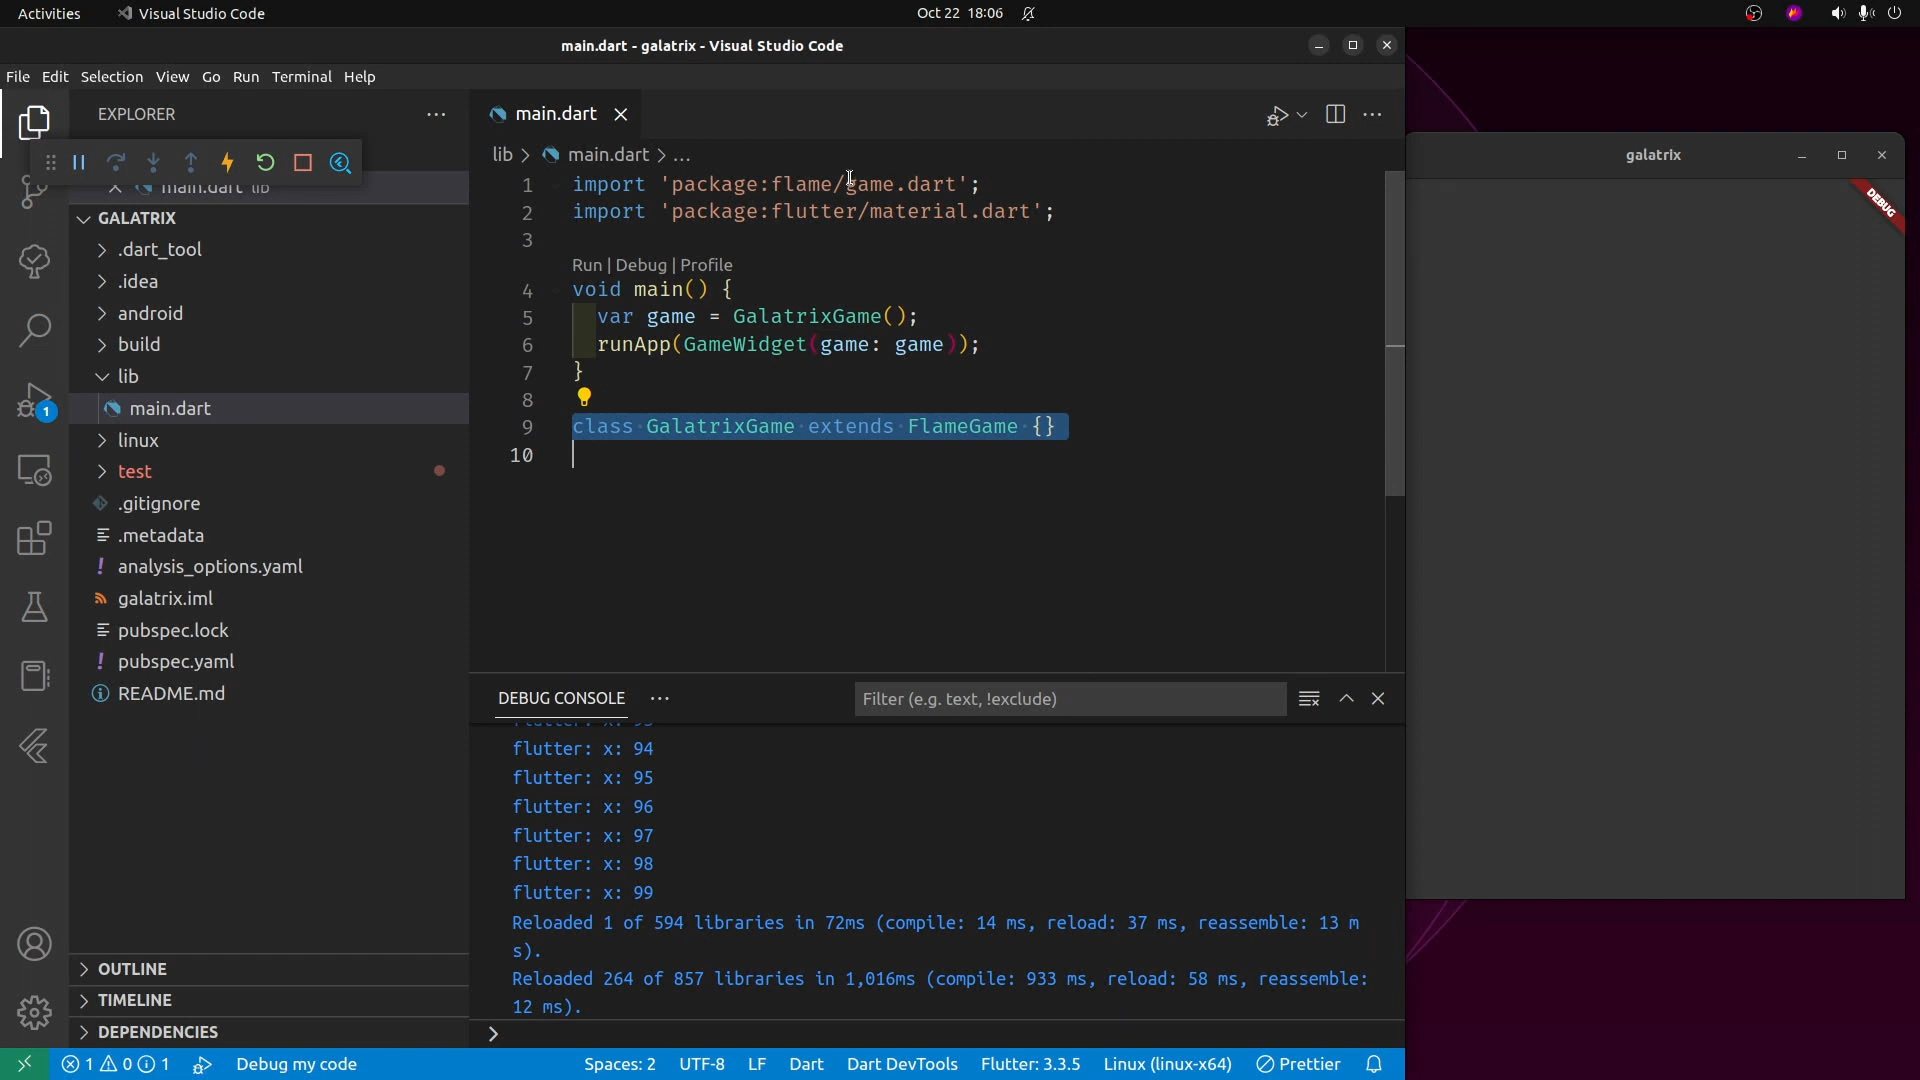 Activities
Visual Studio Code
Oct 22 18:06
main.dart - galatrix - Visual Studio Code
File Edit Selection View Go Run Terminal Help
EXPLORER
main.dart lib
GALATRIX
.dart_tool
.idea
android
build
lib
main.dart
linux
test
.gitignore
.metadata
analysis_options.yaml
galatrix.iml
pubspec.lock
pubspec.yaml
README.md
OUTLINE
TIMELINE
DEPENDENCIES
1
main.dart
lib > main.dart > ...
1 import 'package:flame/game.dart';
2 import 'package:flutter/material.dart';
3
Run | Debug | Profile
4 void main() {
5 var game = GalatrixGame();
6 runApp(GameWidget(game: game));
7 }
8
9 class GalatrixGame extends FlameGame {}
10
DEBUG CONSOLE
Filter (e.g. text, !exclude)
flutter: x: 93
flutter: x: 94
flutter: x: 95
flutter: x: 96
flutter: x: 97
flutter: x: 98
flutter: x: 99
Reloaded 1 of 594 libraries in 72ms (compile: 14 ms, reload: 37 ms, reassemble: 13 m
s).
Reloaded 264 of 857 libraries in 1,016ms (compile: 933 ms, reload: 58 ms, reassemble:
12 ms).
>
1 0 1 Debug my code Spaces: 2 UTF-8 LF Dart Dart DevTools Flutter: 3.3.5 Linux (linux-x64) Prettier
galatrix
DEBUG